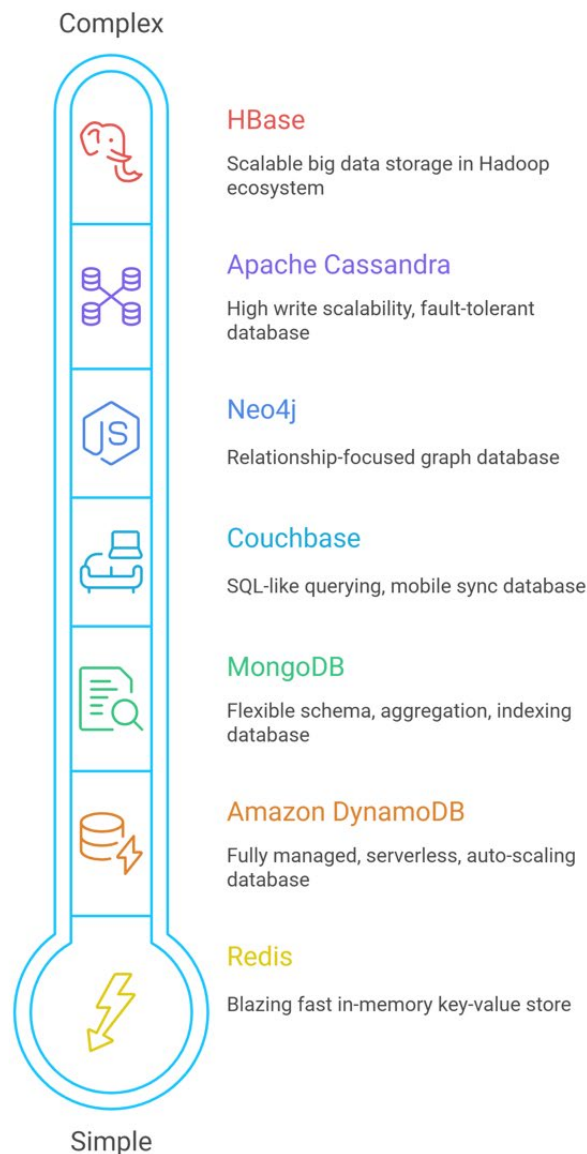 Complex
HBase
Scalable big data storage in Hadoop
ecosystem
Apache Cassandra
High write scalability, fault-tolerant
database
JS
Neo4j
Relationship-focused graph database
Couchbase
SQL-like querying, mobile sync database
MongoDB
Flexible schema, aggregation, indexing
database
Amazon DynamoDB
Fully managed, serverless, auto-scaling
database
Redis
Blazing fast in-memory key-value store
Simple